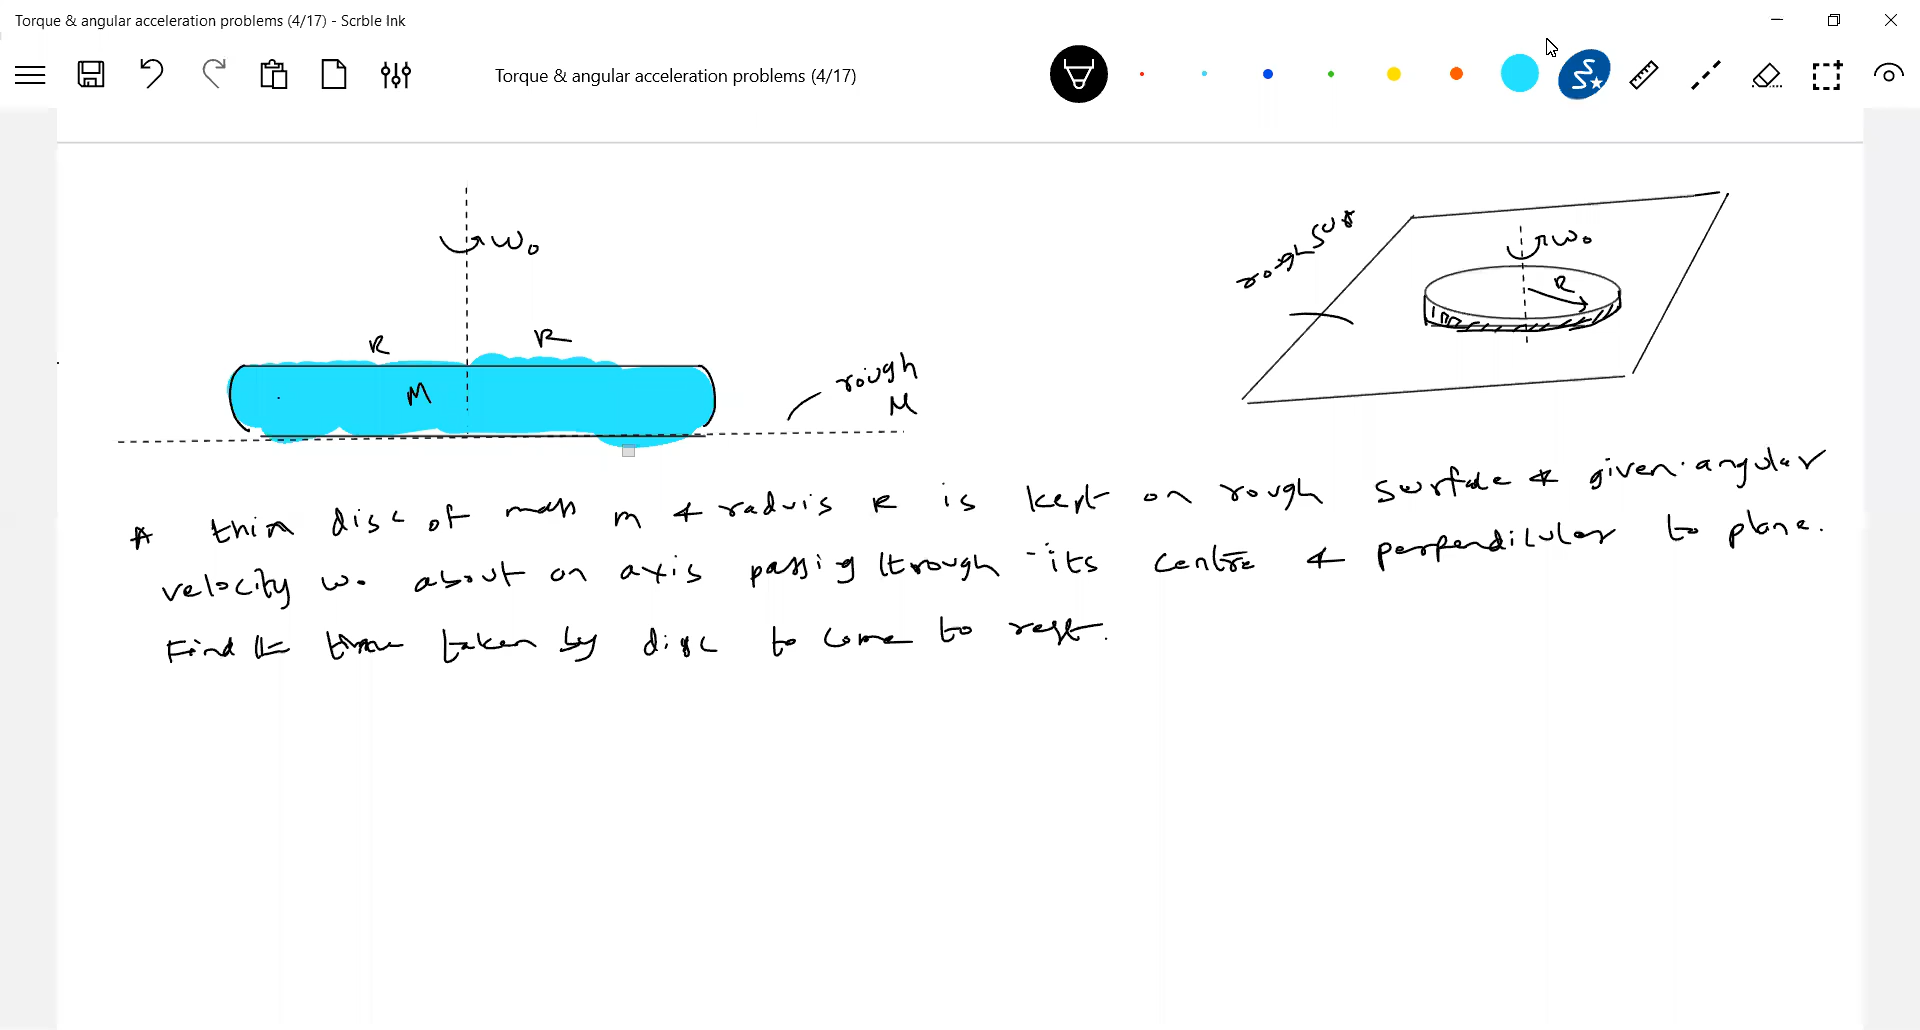 Torque & angular acceleration problems (4/17) - Scrble Ink
Torque & angular acceleration problems (4/17)
ω₀
R R
M
rough
μ
rough sur
ω₀
R
* thin disc of mass m & radius R is kept on rough surface & given angular
velocity ω₀ about an axis passing through its centre & perpendicular to plane.
Find the time taken by disc to come to rest.